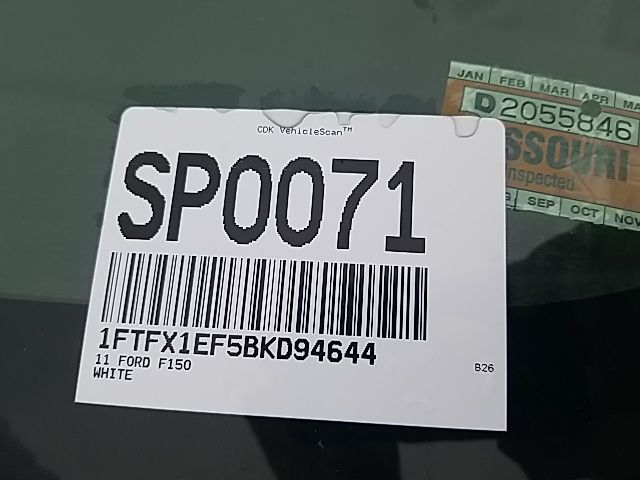 CDK VehicleScan™
SP0071
1FTFX1EF5BKD94644
11 FORD F150
WHITE
B26
JAN FEB MAR APR MA
D2055846
SSOURI
nspected
SEP OCT NOV